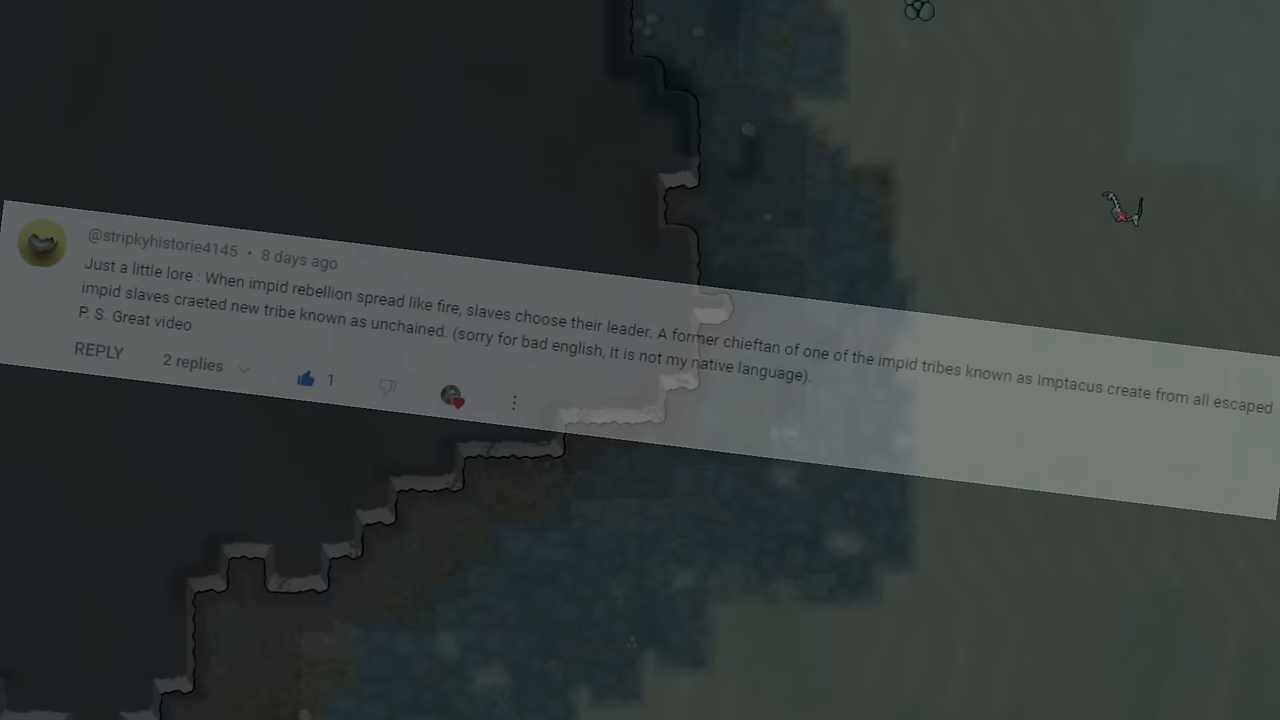 @stripkyhistorie4145 · 8 days ago
Just a little lore : When impid rebellion spread like fire, slaves choose their leader. A former chieftan of one of the impid tribes known as Imptacus create from all escaped
impid slaves craeted new tribe known as unchained. (sorry for bad english, It is not my native language).
P. S. Great video
REPLY 2 replies 1